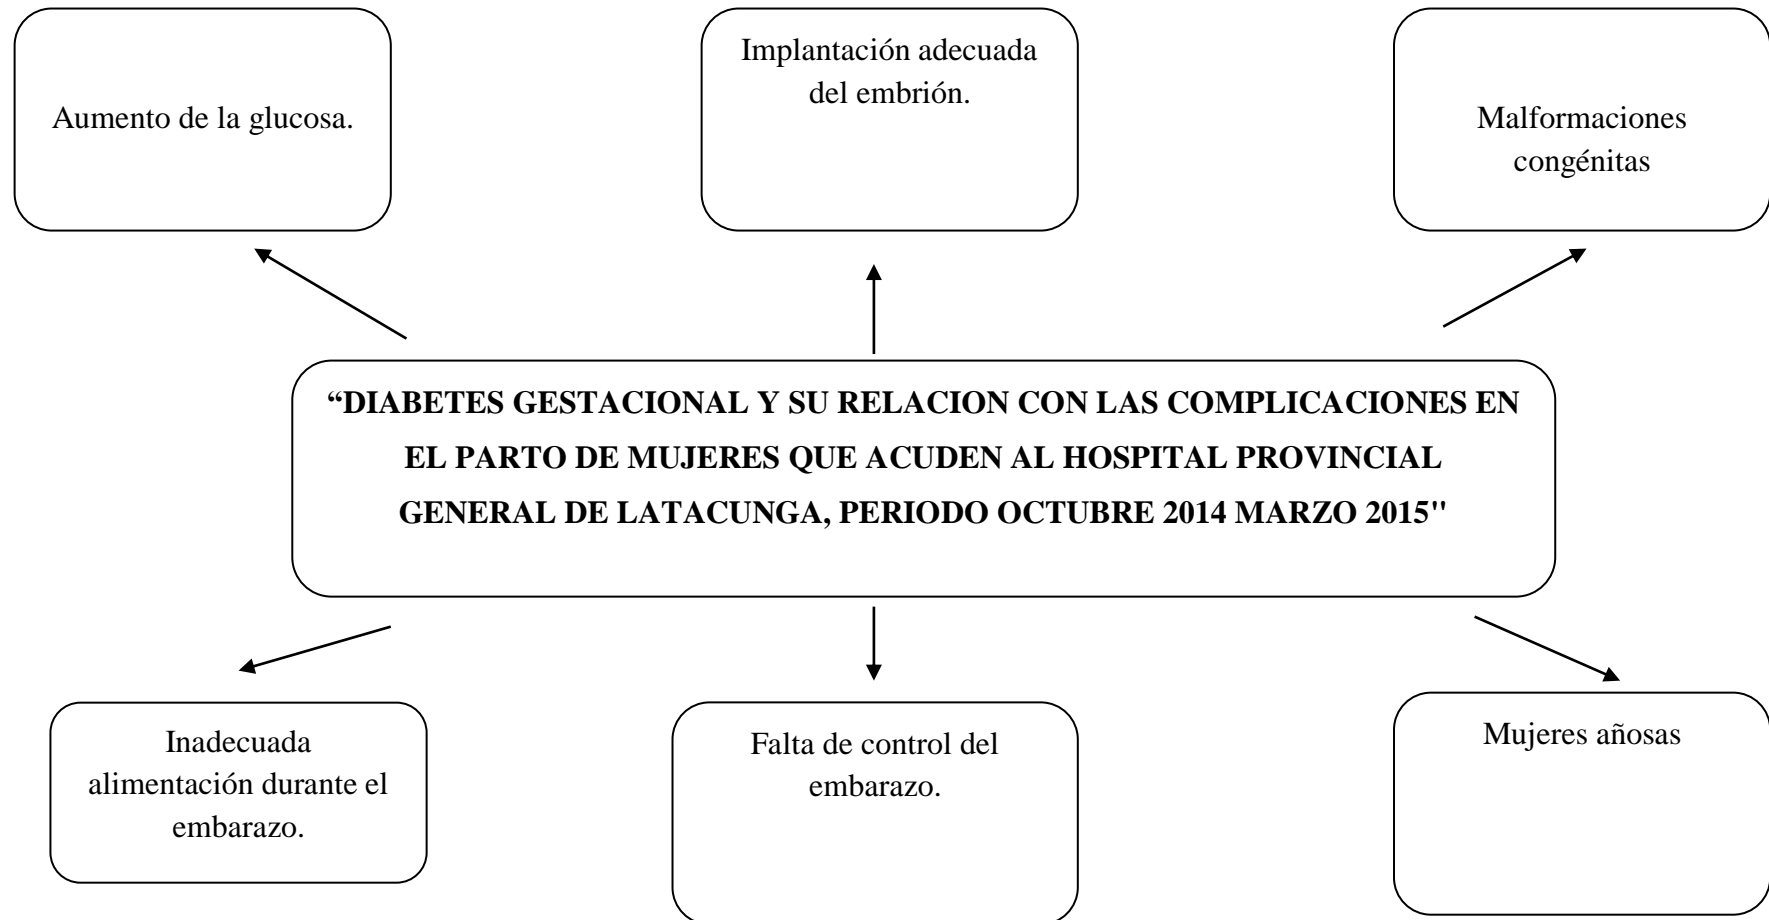 Aumento de la glucosa.
Implantación adecuada
del embrión.
Malformaciones
congénitas
“DIABETES GESTACIONAL Y SU RELACION CON LAS COMPLICACIONES EN
EL PARTO DE MUJERES QUE ACUDEN AL HOSPITAL PROVINCIAL
GENERAL DE LATACUNGA, PERIODO OCTUBRE 2014 MARZO 2015"
Inadecuada
alimentación durante el
embarazo.
Falta de control del
embarazo.
Mujeres añosas